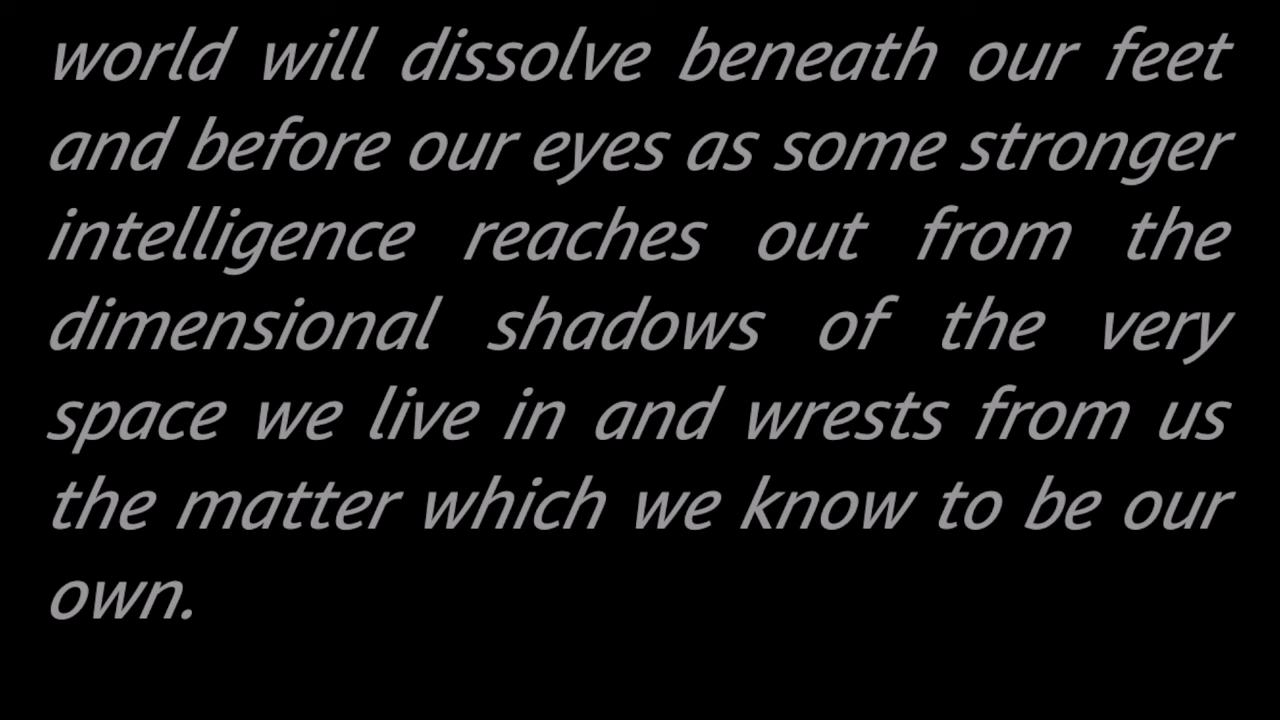 world will dissolve beneath our feet
and before our eyes as some stronger
intelligence reaches out from the
dimensional shadows of the very
space we live in and wrests from us
the matter which we know to be our
own.